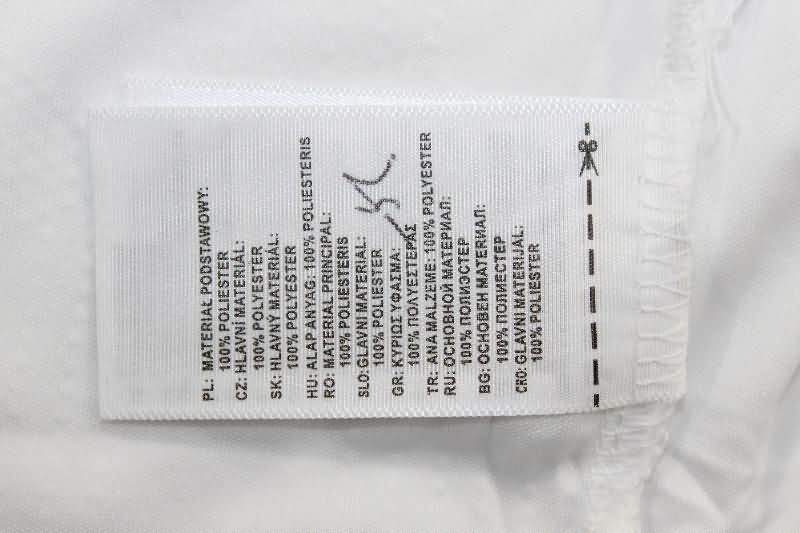 PL: MATERIAŁ PODSTAWOWY:
100% POLIESTER
CZ: HLAVNÍ MATERIÁL:
100% POLYESTER
SK: HLAVNÝ MATERIÁL:
100% POLYESTER
HU: ALAP ANYAG: 100% POLIESTERIS
RO: MATERIAL PRINCIPAL:
100% POLIESTERIS
SLO: GLAVNI MATERIAL:
100% POLIESTER
GR: ΚΥΡΙΩΣ ΥΦΑΣΜΑ:
100% ΠΟΛΥΕΣΤΕΡΑΣ
TR: ANA MALZEME: 100% POLYESTER
RU: ОСНОВНОЙ МАТЕРИАЛ:
100% ПОЛИЭСТЕР
BG: ОСНОВЕН МАТЕРИАЛ:
100% ПОЛИЕСТЕР
CRO: GLAVNI MATERIJAL:
100% POLIESTER